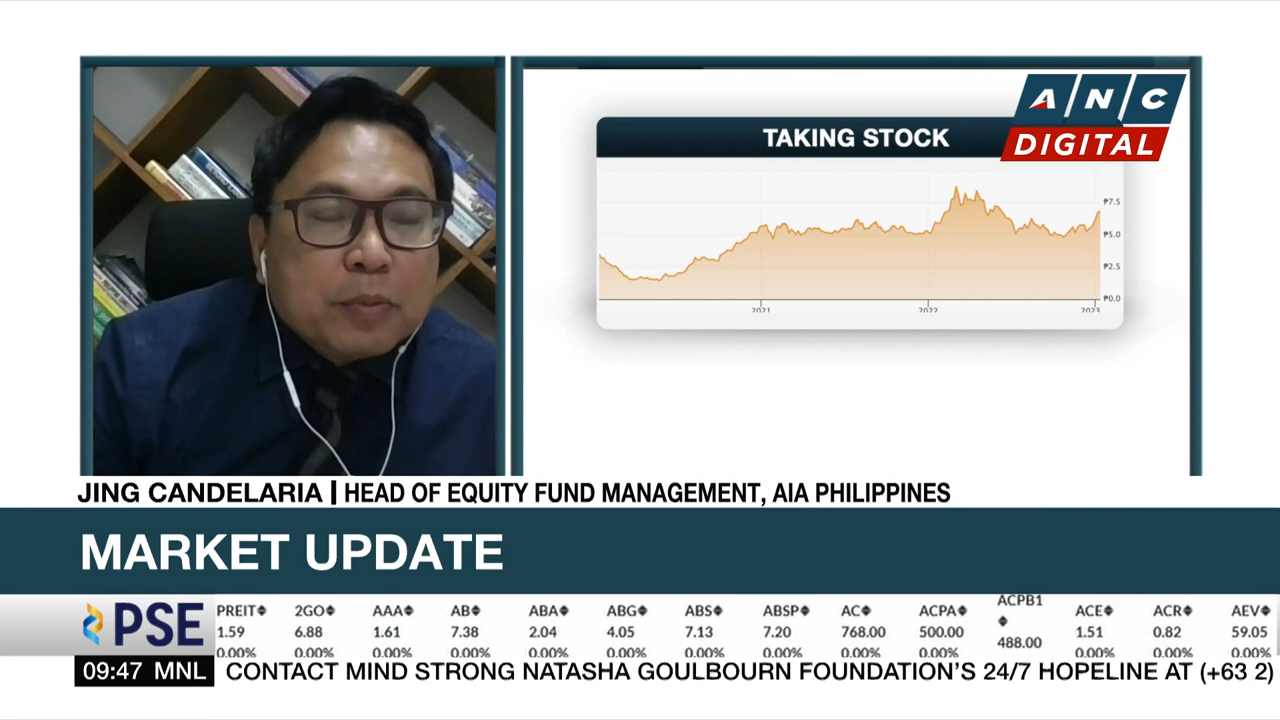 ANC
DIGITAL
TAKING STOCK
₱7.5
₱5.0
₱2.5
₱0.0
2021 2022 2023
JING CANDELARIA | HEAD OF EQUITY FUND MANAGEMENT, AIA PHILIPPINES
MARKET UPDATE
PSE
PREIT 2GO AAA AB ABA ABG ABS ABSP AC ACPA ACPB1 ACE ACR AEV
1.59 6.88 1.61 7.38 2.04 4.05 7.13 7.20 768.00 500.00 488.00 1.51 0.82 59.05
0.00% 0.00% 0.00% 0.00% 0.00% 0.00% 0.00% 0.00% 0.00% 0.00% 0.00% 0.00% 0.00%
09:47 MNL CONTACT MIND STRONG NATASHA GOULBOURN FOUNDATION'S 24/7 HOPELINE AT (+63 2)